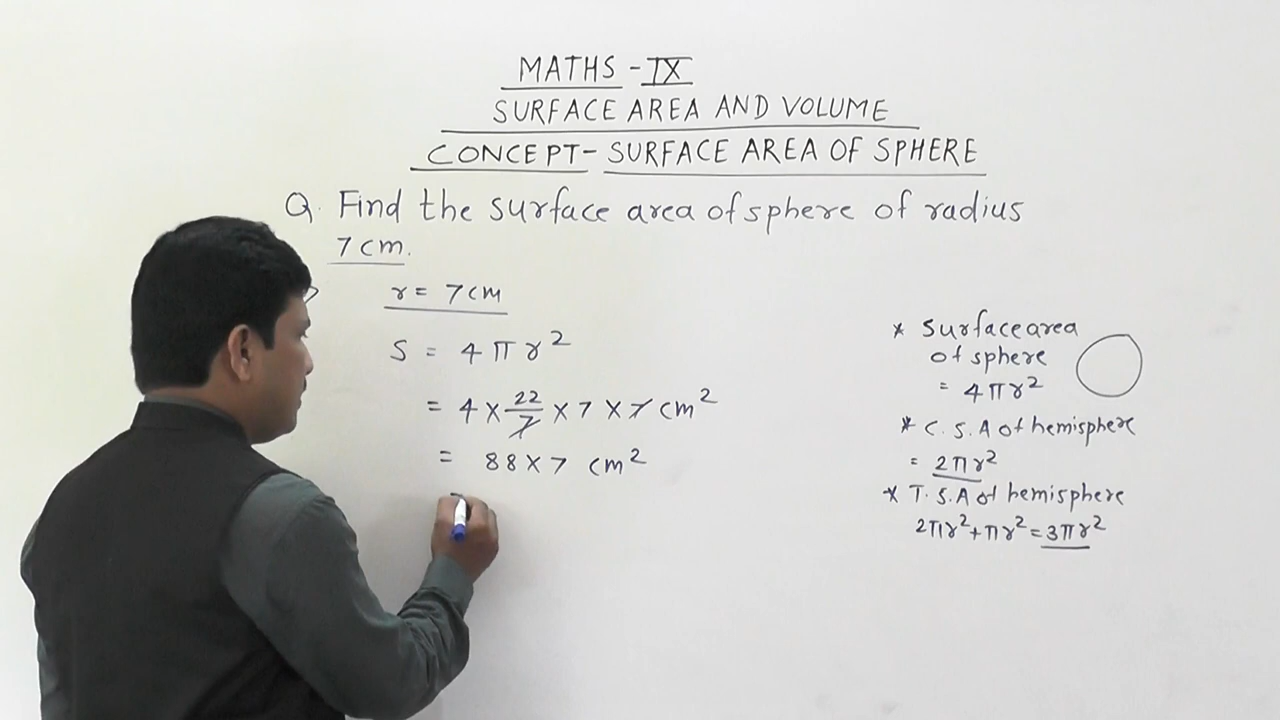 MATHS - IX
SURFACE AREA AND VOLUME
CONCEPT- SURFACE AREA OF SPHERE
Q. Find the surface area of sphere of radius
7 cm.
r = 7 cm
S = 4 π r²
= 4 × 22/7 × 7 × 7 cm²
= 88 × 7 cm²
* Surface area
of sphere
= 4πr²
* C.S.A of hemisphere
= 2πr²
* T.S.A of hemisphere
2πr² + πr² = 3πr²